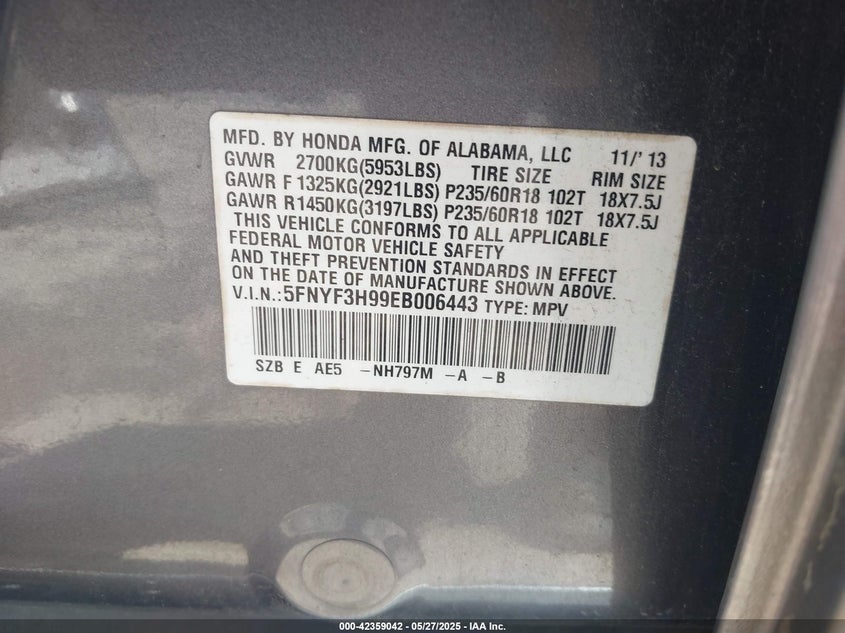 MFD. BY HONDA MFG. OF ALABAMA, LLC 11/'13
GVWR 2700KG(5953LBS) TIRE SIZE RIM SIZE
GAWR F 1325KG(2921LBS) P235/60R18 102T 18X7.5J
GAWR R1450KG(3197LBS) P235/60R18 102T 18X7.5J
THIS VEHICLE CONFORMS TO ALL APPLICABLE
FEDERAL MOTOR VEHICLE SAFETY
AND THEFT PREVENTION STANDARDS IN EFFECT
ON THE DATE OF MANUFACTURE SHOWN ABOVE.
V.I.N.:5FNYF3H99EB006443 TYPE: MPV
SZB E AE5 -NH797M -A -B
000-42359042 — 05/27/2025 — IAA Inc.